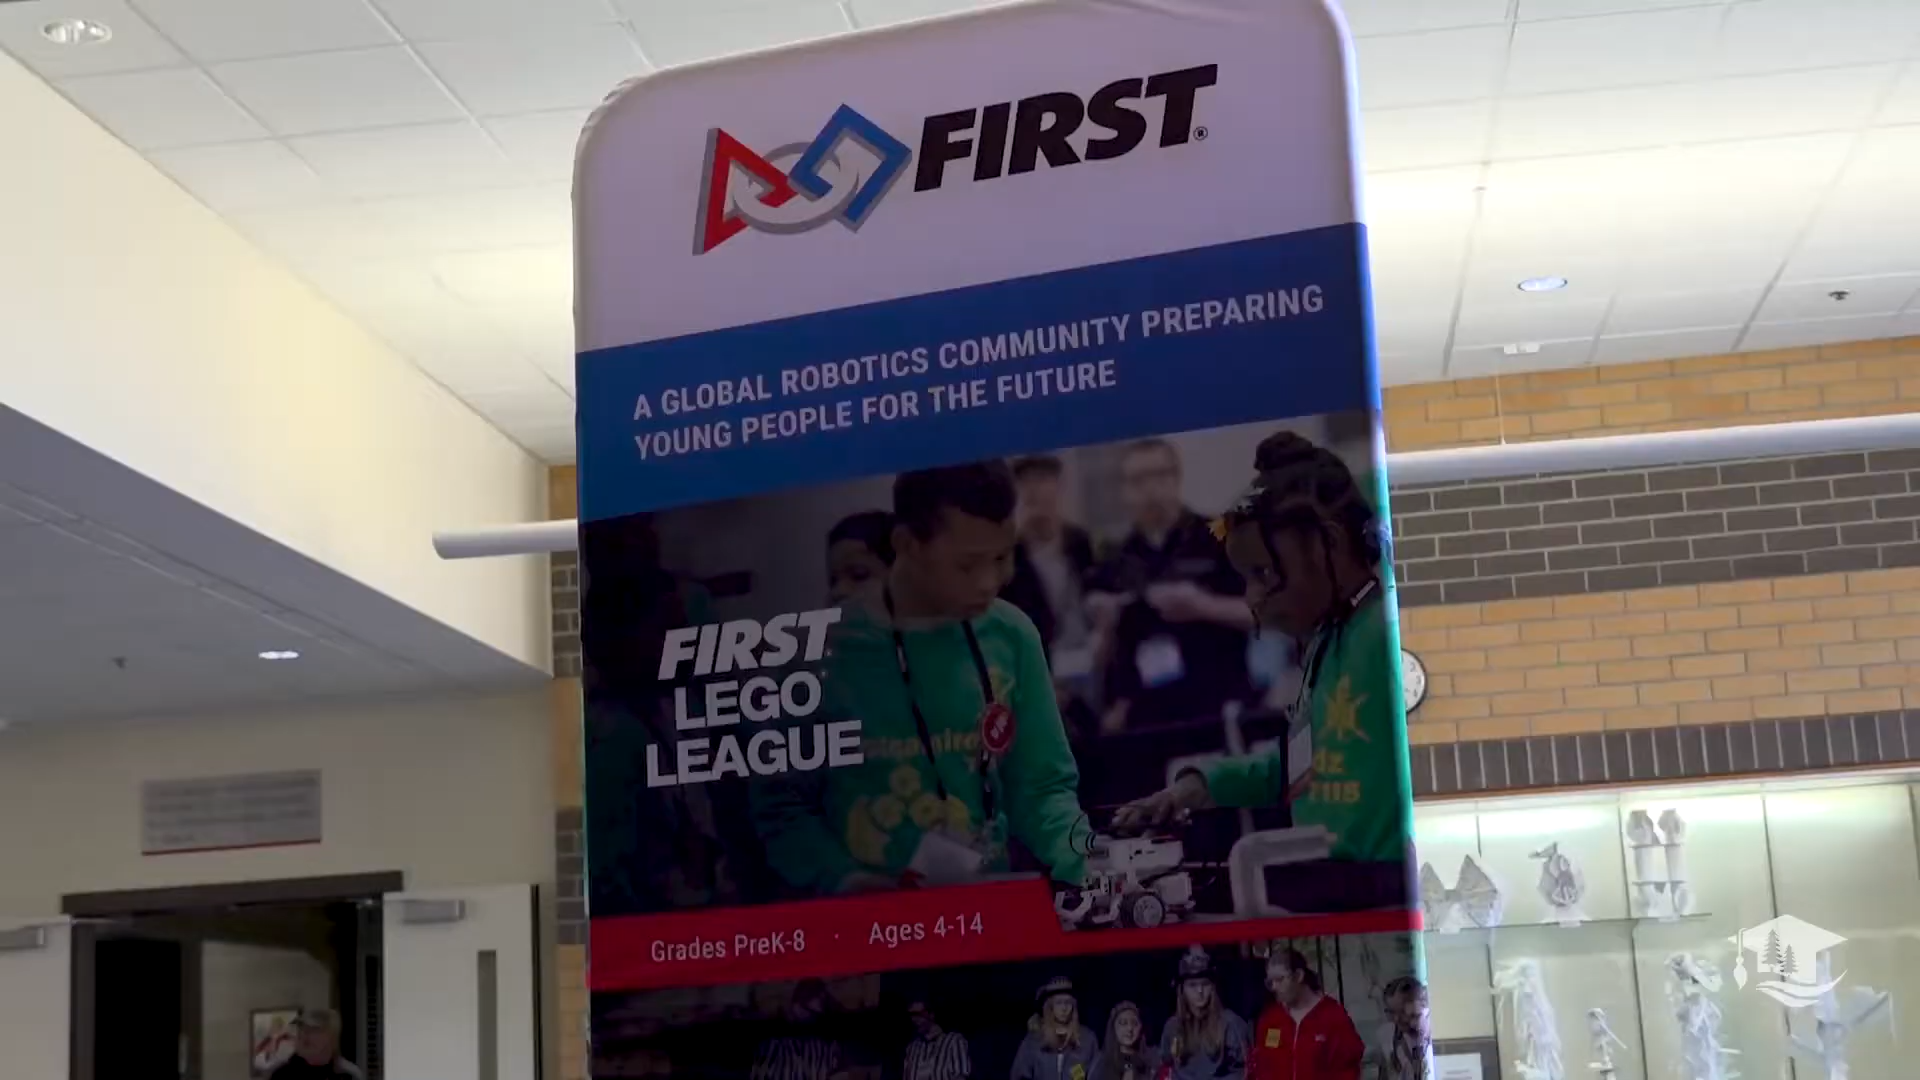 FIRST®
A GLOBAL ROBOTICS COMMUNITY PREPARING
YOUNG PEOPLE FOR THE FUTURE
FIRST
LEGO
LEAGUE
Grades PreK-8 · Ages 4-14